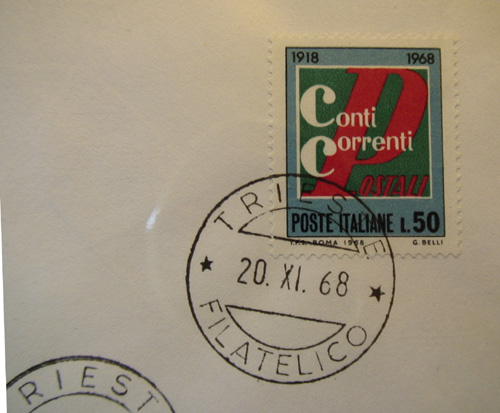 1918 1968
Conti
Correnti
Postali
POSTE ITALIANE L.50
I.P.S.-ROMA 1968 G. BELLI
TRIESTE
20. XI. 68
FILATELICO
RIEST